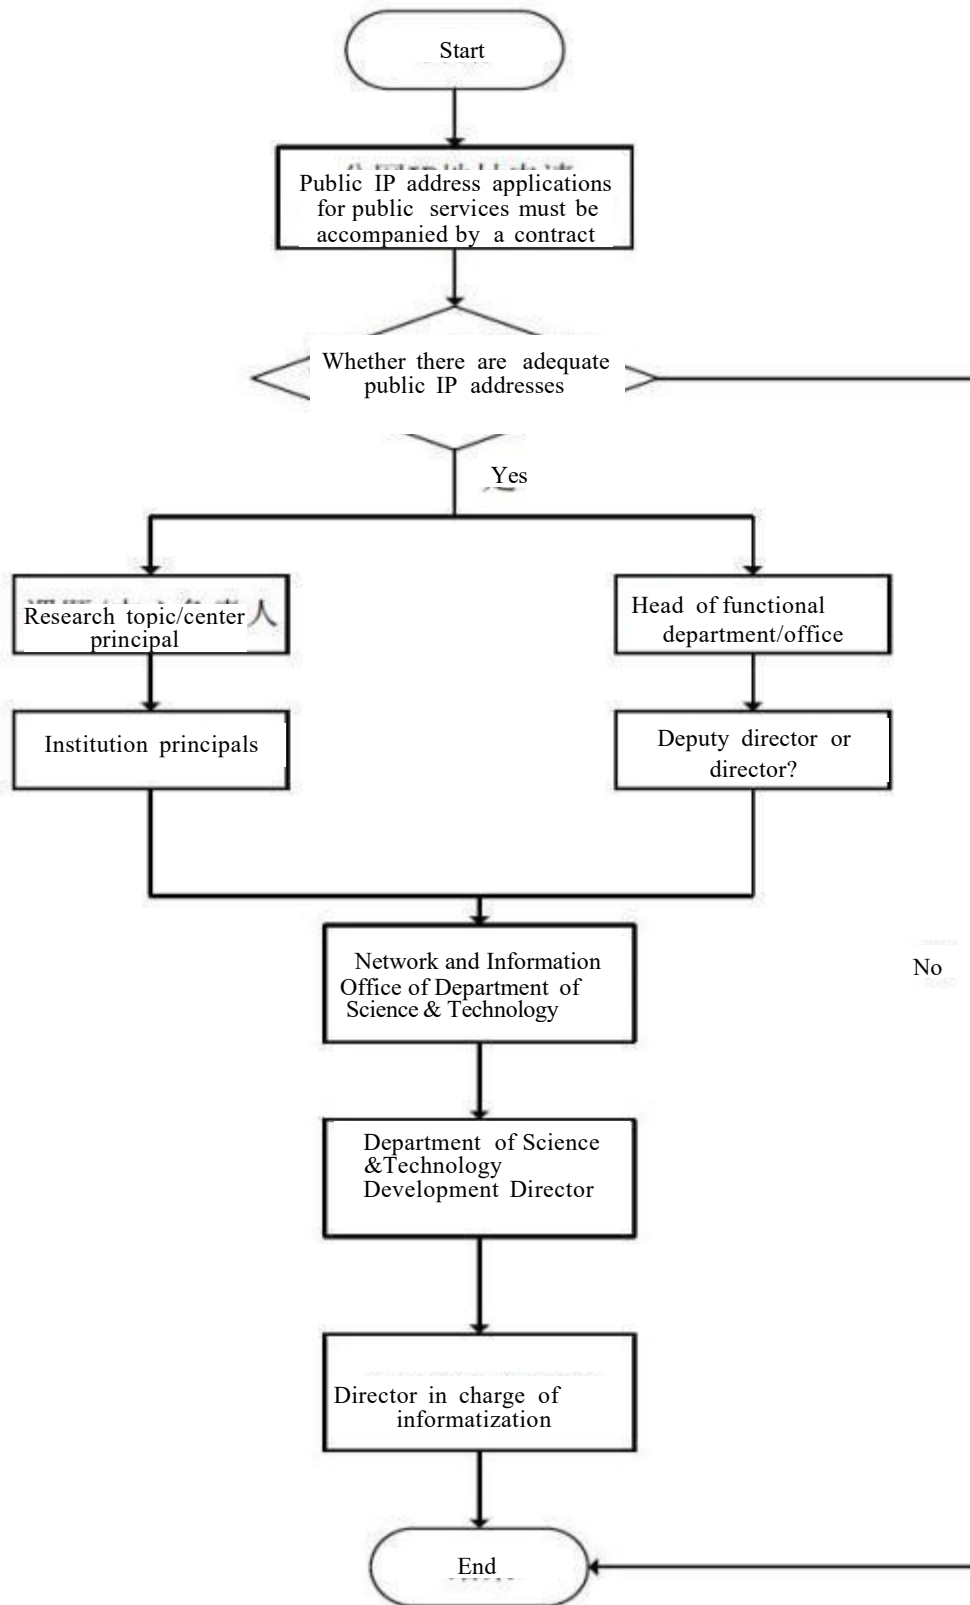 Start
Public IP address applications
for public services must be
accompanied by a contract
Whether there are adequate
public IP addresses
Yes
人
Research topic/center
principal
Head of functional
department/office
Institution principals
Deputy director or
director?
Network and Information
Office of Department of
Science & Technology
No
Department of Science
&Technology
Development Director
Director in charge of
informatization
End